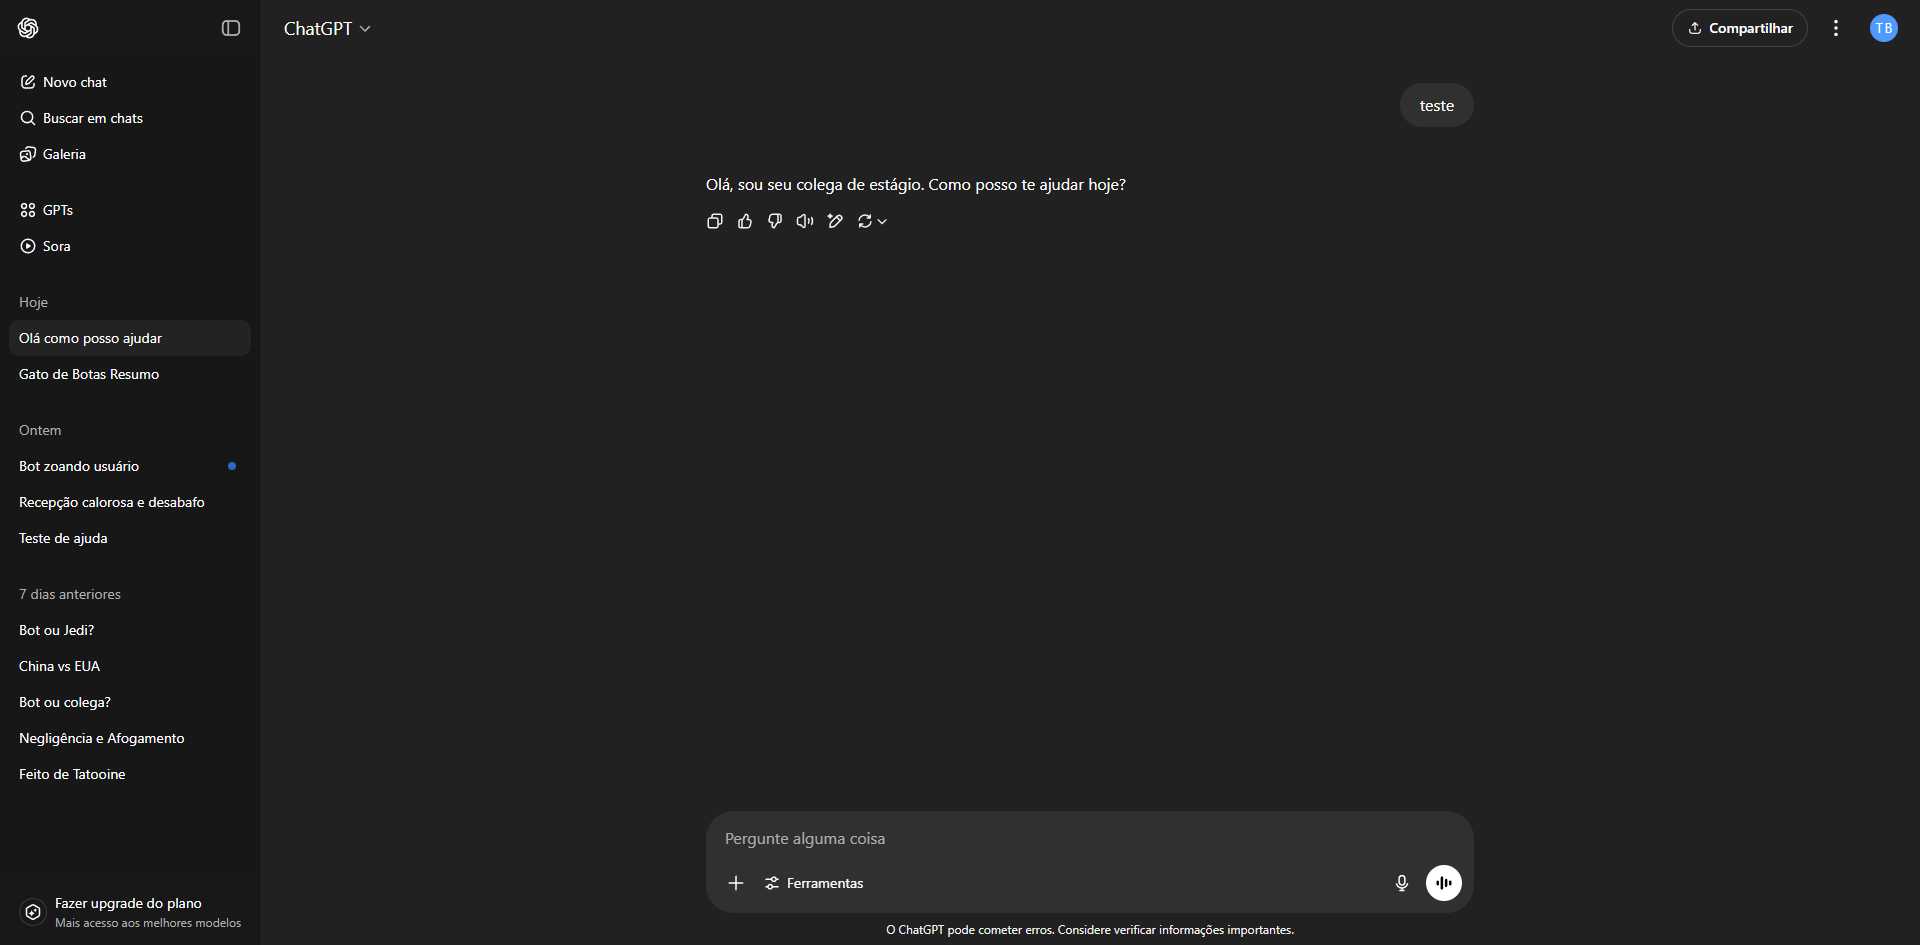 ChatGPT
Compartilhar
TB
Novo chat
Buscar em chats
Galeria
GPTs
Sora
Hoje
Olá como posso ajudar
Gato de Botas Resumo
Ontem
Bot zoando usuário
Recepção calorosa e desabafo
Teste de ajuda
7 dias anteriores
Bot ou Jedi?
China vs EUA
Bot ou colega?
Negligência e Afogamento
Feito de Tatooine
Fazer upgrade do plano
Mais acesso aos melhores modelos
teste
Olá, sou seu colega de estágio. Como posso te ajudar hoje?
Pergunte alguma coisa
Ferramentas
O ChatGPT pode cometer erros. Considere verificar informações importantes.